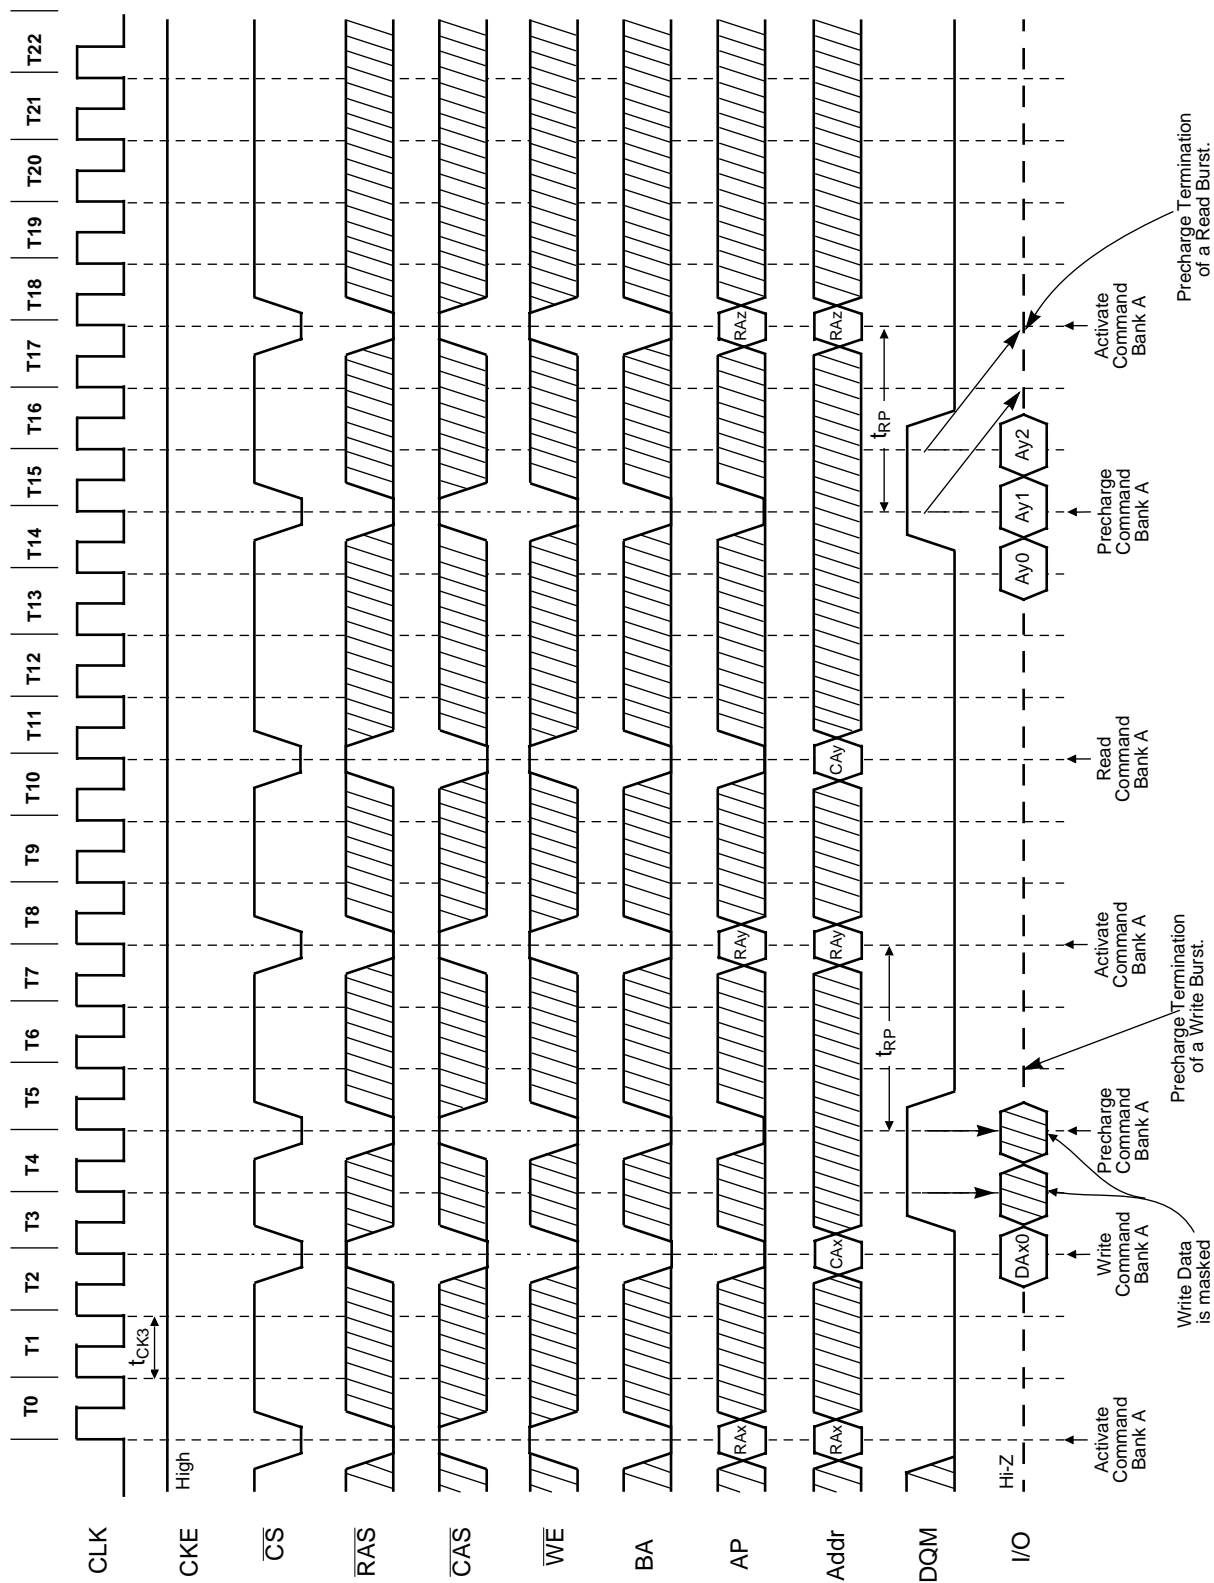 T0 T1 T2 T3 T4 T5 T6 T7 T8 T9 T10 T11 T12 T13 T14 T15 T16 T17 T18 T19 T20 T21 T22
CLK
tCK3
CKE
High
CS
RAS
CAS
WE
BA
AP
RAx
RAy
RAz
Addr
RAx
CAx
RAy
CAy
RAz
tRP
tRP
DQM
I/O
Hi-Z
DAx0
Ay0
Ay1
Ay2
Activate
Command
Bank A
Write
Command
Bank A
Precharge
Command
Bank A
Activate
Command
Bank A
Read
Command
Bank A
Precharge
Command
Bank A
Activate
Command
Bank A
Write Data
is masked
Precharge Termination
of a Write Burst.
Precharge Termination
of a Read Burst.